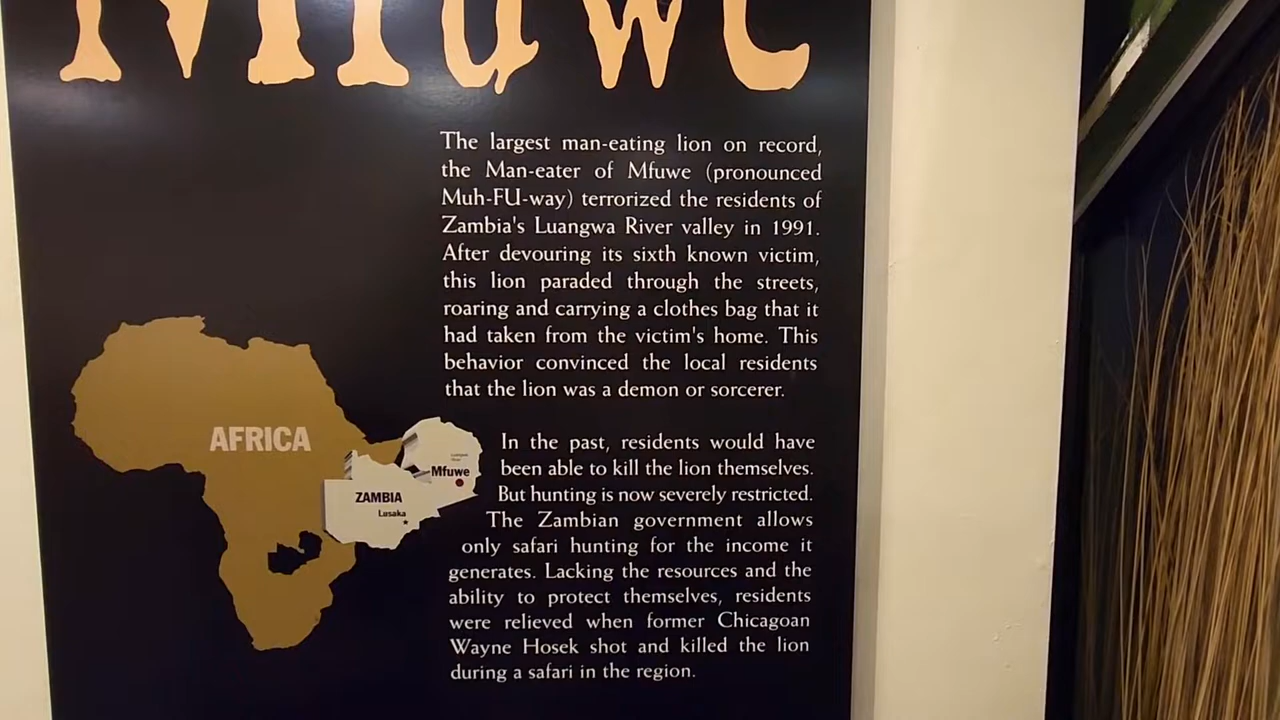 Mfuwe
The largest man-eating lion on record,
the Man-eater of Mfuwe (pronounced
Muh-FU-way) terrorized the residents of
Zambia's Luangwa River valley in 1991.
After devouring its sixth known victim,
this lion paraded through the streets,
roaring and carrying a clothes bag that it
had taken from the victim's home. This
behavior convinced the local residents
that the lion was a demon or sorcerer.
In the past, residents would have
been able to kill the lion themselves.
But hunting is now severely restricted.
The Zambian government allows
only safari hunting for the income it
generates. Lacking the resources and the
ability to protect themselves, residents
were relieved when former Chicagoan
Wayne Hosek shot and killed the lion
during a safari in the region.
AFRICA
Mfuwe
ZAMBIA
Lusaka